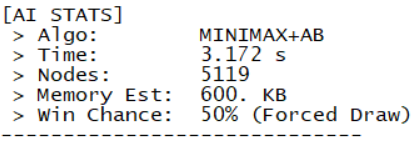 [AI STATS]
> Algo: MINIMAX+AB
> Time: 3.172 s
> Nodes: 5119
> Memory Est: 600. KB
> Win Chance: 50% (Forced Draw)
------------------------------